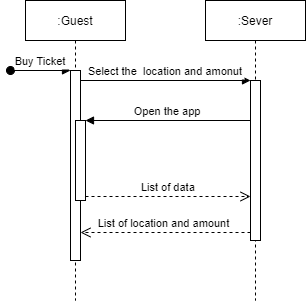 :Guest
:Sever
Buy Ticket
Select the location and amonut
Open the app
List of data
List of location and amount